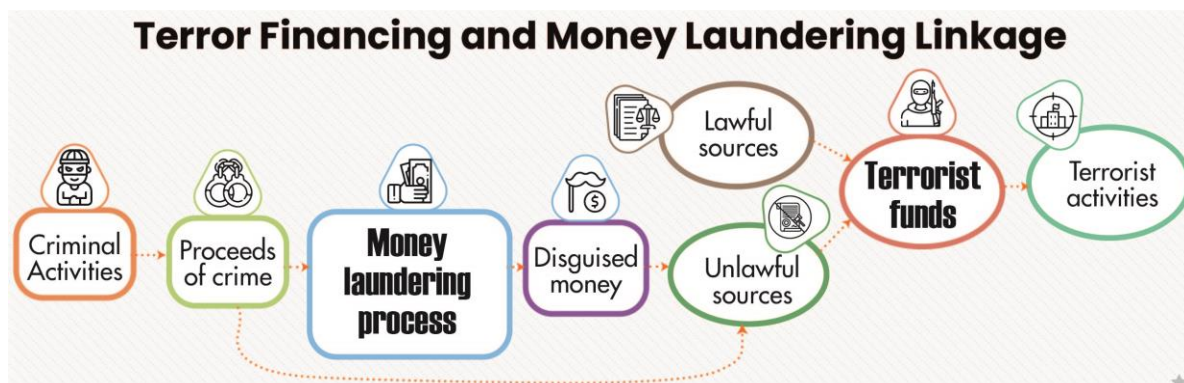 Terror Financing and Money Laundering Linkage
Criminal
Activities
Proceeds
of crime
Money
laundering
process
Disguised
money
Lawful
sources
Unlawful
sources
Terrorist
funds
Terrorist
activities